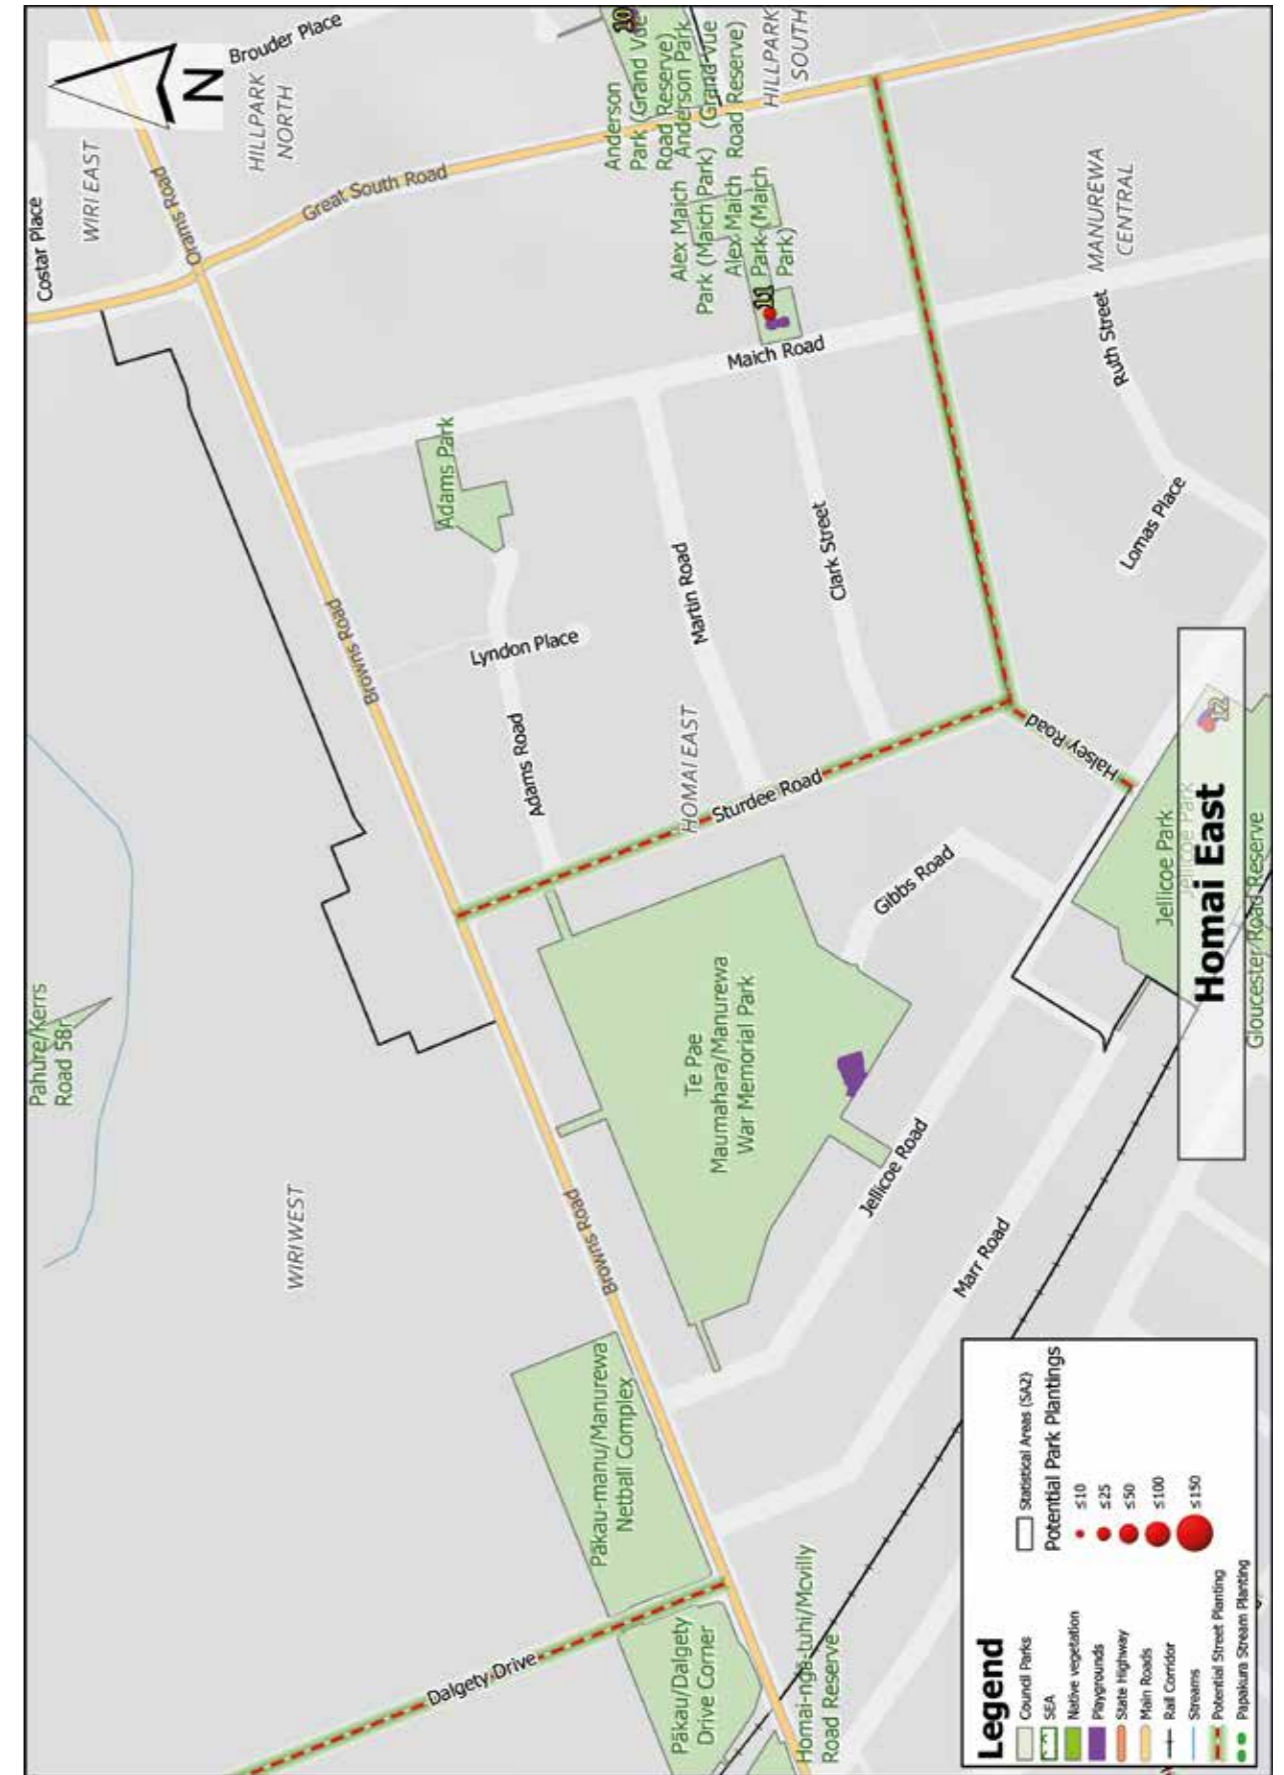 Homai East
N
Costar Place
WIRI EAST
Orams Road
Brouder Place
HILLPARK
NORTH
Great South Road
Anderson
Park (Grand Vue
Road Reserve)
Anderson Park
(Grand Vue
Road Reserve)
10
HILLPARK
SOUTH
Alex Maich
Park (Maich Park)
Alex Maich
Park (Maich
Park)
11
Maich Road
MANUREWA
CENTRAL
Ruth Street
Lomas Place
Adams Park
Browns Road
Lyndon Place
Martin Road
Clark Street
Adams Road
HOMAI EAST
Sturdee Road
Halsey Road
12
Jellicoe Park
Jellicoe Park
Gloucester Road Reserve
Gibbs Road
Pahure/Kerrs
Road 58r
Te Pae
Maumahara/Manurewa
War Memorial Park
WIRI WEST
Browns Road
Jellicoe Road
Marr Road
Pākau-manu/Manurewa
Netball Complex
Dalgety Drive
Pākau/Dalgety
Drive Corner
Homai-ngā-tuhi/Mcvilly
Road Reserve
Legend
Council Parks
SEA
Native vegetation
Playgrounds
State Highway
Main Roads
Rail Corridor
Streams
Potential Street Planting
Papakura Stream Planting
Statistical Areas (SA2)
Potential Park Plantings
≤10
≤25
≤50
≤100
≤150